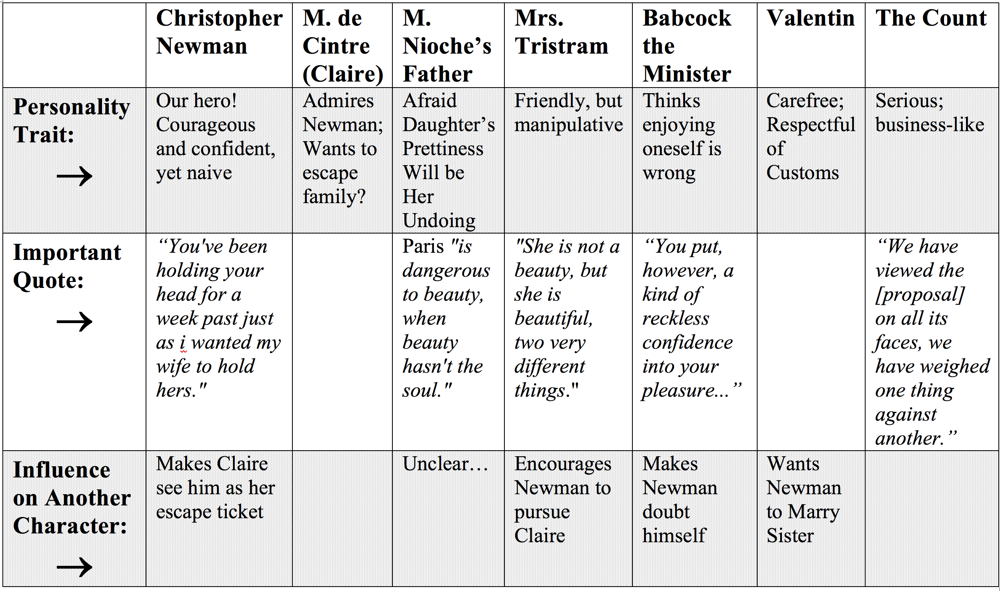 Christopher
Newman
M. de
Cintre
(Claire)
M.
Nioche’s
Father
Mrs.
Tristram
Babcock
the
Minister
Valentin
The Count
Personality
Trait:
→
Our hero!
Courageous
and confident,
yet naive
Admires
Newman;
Wants to
escape
family?
Afraid
Daughter’s
Prettiness
Will be
Her
Undoing
Friendly, but
manipulative
Thinks
enjoying
oneself is
wrong
Carefree;
Respectful
of
Customs
Serious;
business-like
Important
Quote:
→
“You've been
holding your
head for a
week past just
as i wanted my
wife to hold
hers."
Paris "is
dangerous
to beauty,
when
beauty
hasn't the
soul."
"She is not a
beauty, but
she is
beautiful,
two very
different
things."
“You put,
however, a
kind of
reckless
confidence
into your
pleasure...”
“We have
viewed the
[proposal]
on all its
faces, we
have weighed
one thing
against
another.”
Influence
on Another
Character:
→
Makes Claire
see him as her
escape ticket
Unclear…
Encourages
Newman to
pursue
Claire
Makes
Newman
doubt
himself
Wants
Newman
to Marry
Sister